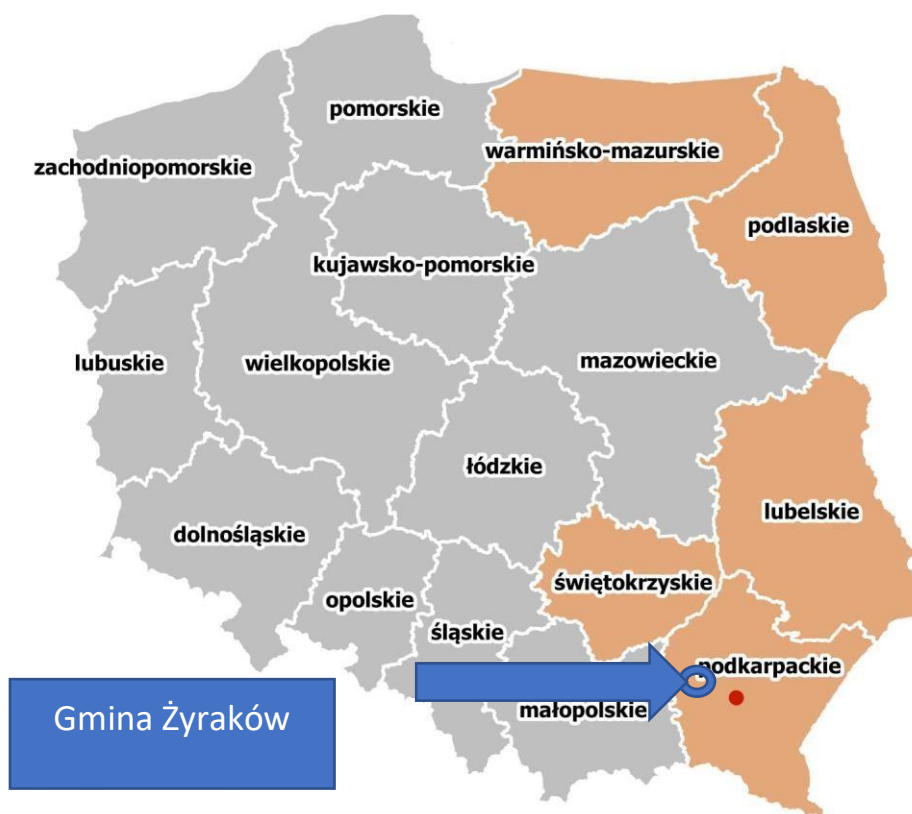 pomorskie
warmińsko-mazurskie
zachodniopomorskie
podlaskie
kujawsko-pomorskie
lubuskie
wielkopolskie
mazowieckie
łódzkie
lubelskie
dolnośląskie
świętokrzyskie
opolskie
śląskie
podkarpackie
małopolskie
Gmina Żyraków